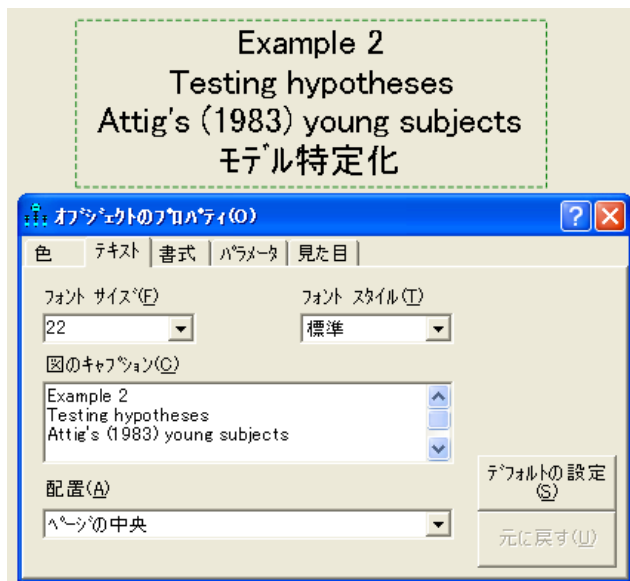 Example 2
Testing hypotheses
Attig's (1983) young subjects
ﾓﾃﾞﾙ特定化
ｵﾌﾞｼﾞｪｸﾄのﾌﾟﾛﾊﾟﾃｨ(O)
色 ﾃｷｽﾄ 書式 ﾊﾟﾗﾒｰﾀ 見た目
ﾌｫﾝﾄ ｻｲｽﾞ(F) ﾌｫﾝﾄ ｽﾀｲﾙ(T)
22 標準
図のｷｬﾌﾟｼｮﾝ(C)
Example 2
Testing hypotheses
Attig's (1983) young subjects
配置(A)
ﾍﾟｰｼﾞの中央
ﾃﾞﾌｫﾙﾄの設定
(S)
元に戻す(U)